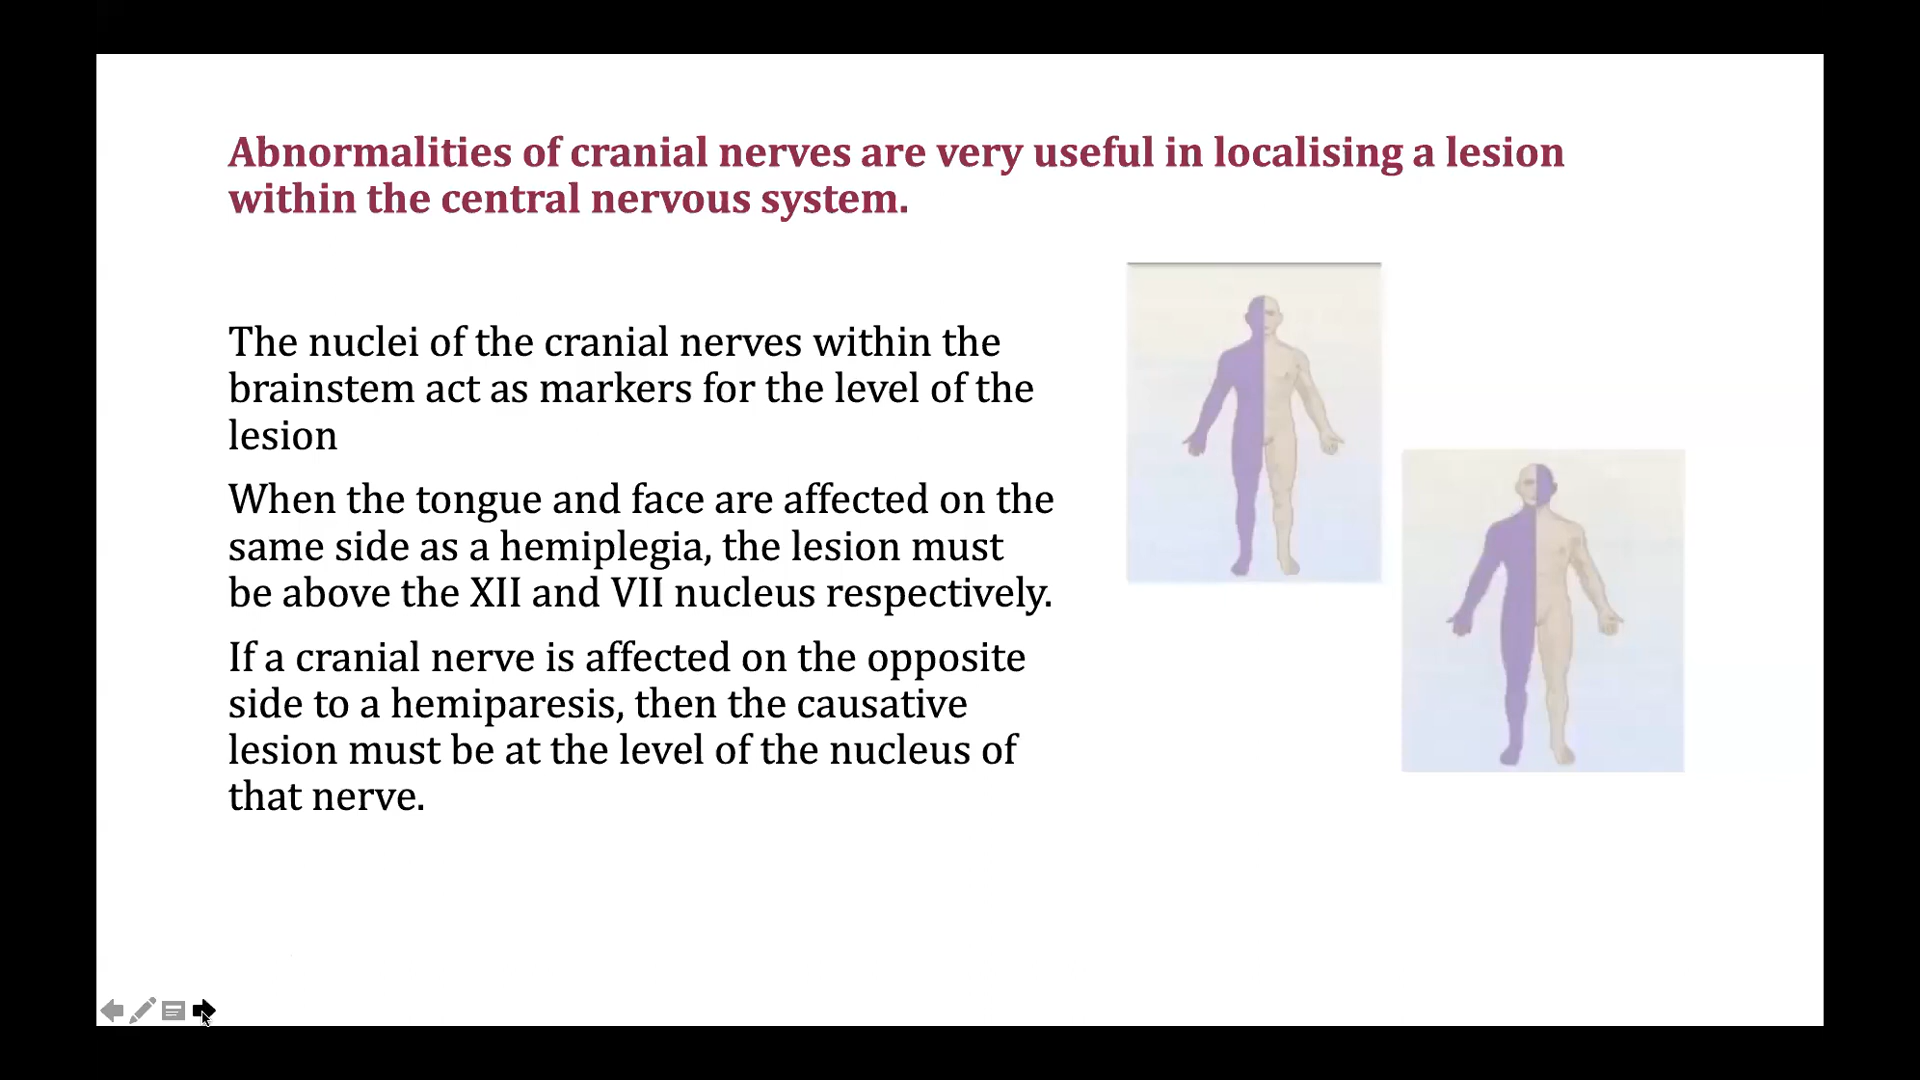 Abnormalities of cranial nerves are very useful in localising a lesion
within the central nervous system.
The nuclei of the cranial nerves within the
brainstem act as markers for the level of the
lesion
When the tongue and face are affected on the
same side as a hemiplegia, the lesion must
be above the XII and VII nucleus respectively.
If a cranial nerve is affected on the opposite
side to a hemiparesis, then the causative
lesion must be at the level of the nucleus of
that nerve.